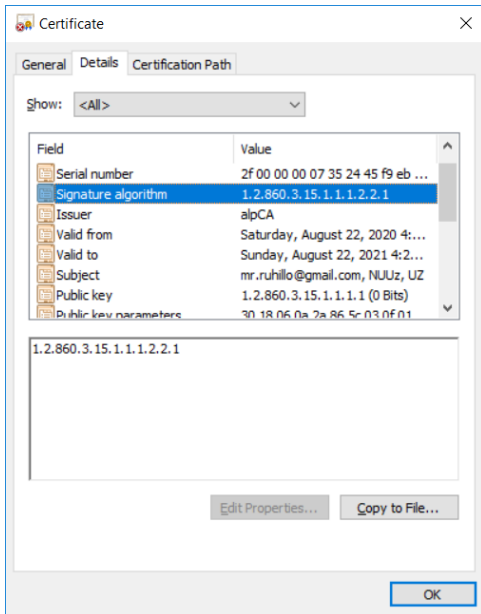 Certificate
General Details Certification Path
Show: <All>
Field Value
Serial number 2f 00 00 00 07 35 24 45 f9 eb ...
Signature algorithm 1.2.860.3.15.1.1.1.2.2.1
Issuer alpCA
Valid from Saturday, August 22, 2020 4:...
Valid to Sunday, August 22, 2021 4:2...
Subject mr.ruhillo@gmail.com, NUUz, UZ
Public key 1.2.860.3.15.1.1.1.1 (0 Bits)
Public key parameters 30 18 06 0a 2a 86 5c 03 0f 01
1.2.860.3.15.1.1.1.2.2.1
Edit Properties... Copy to File...
OK